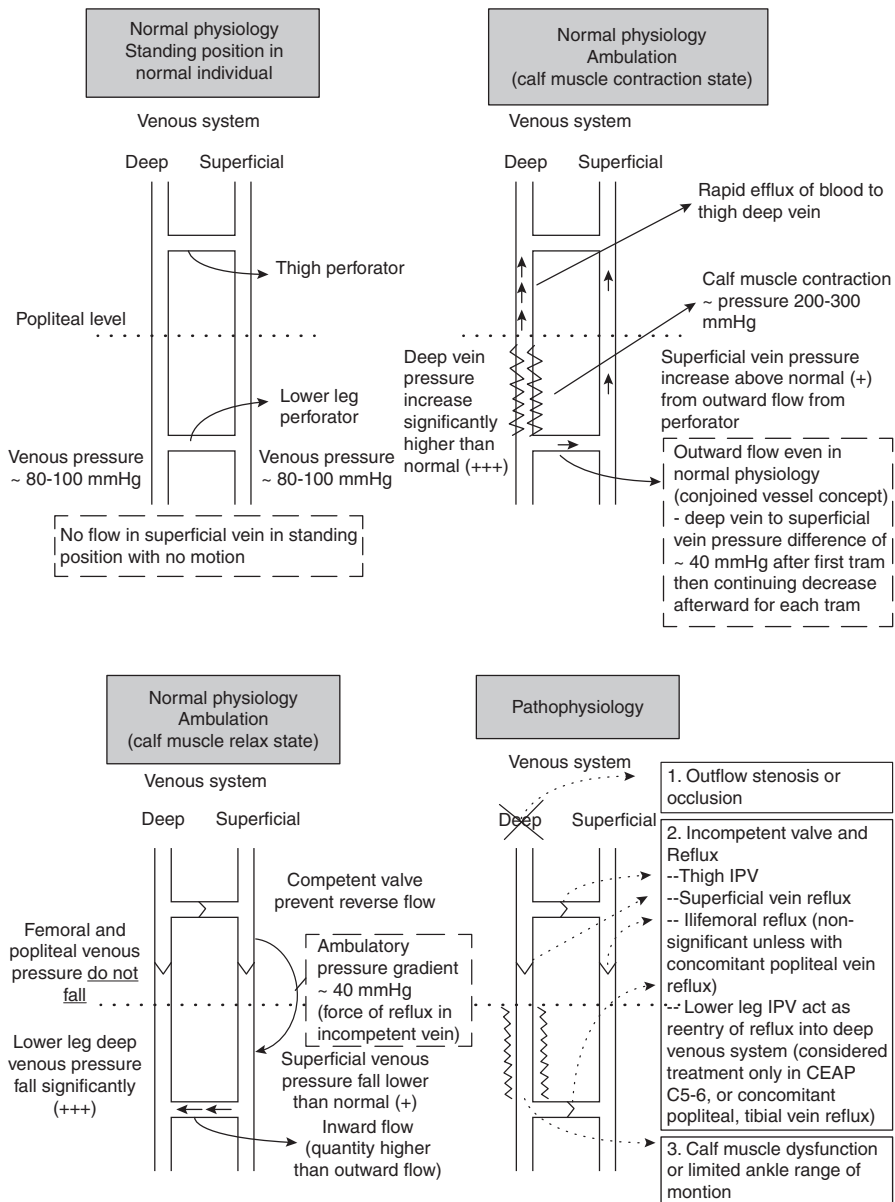 Normal physiology
Standing position in
normal individual
Venous system
Deep
Superficial
Thigh perforator
Popliteal level
Lower leg
perforator
Venous pressure
~ 80-100 mmHg
Venous pressure
~ 80-100 mmHg
No flow in superficial vein in standing
position with no motion
Normal physiology
Ambulation
(calf muscle contraction state)
Venous system
Deep
Superficial
Rapid efflux of blood to
thigh deep vein
Calf muscle contraction
~ pressure 200-300
mmHg
Deep vein
pressure
increase
significantly
higher than
normal (+++)
Superficial vein pressure
increase above normal (+)
from outward flow from
perforator
Outward flow even in
normal physiology
(conjoined vessel concept)
- deep vein to superficial
vein pressure difference of
~ 40 mmHg after first tram
then continuing decrease
afterward for each tram
Normal physiology
Ambulation
(calf muscle relax state)
Venous system
Deep
Superficial
Competent valve
prevent reverse flow
Femoral and
popliteal venous
pressure do not
fall
Ambulatory
pressure gradient
~ 40 mmHg
(force of reflux in
incompetent vein)
Lower leg deep
venous pressure
fall significantly
(+++)
Superficial venous
pressure fall lower
than normal (+)
Inward flow
(quantity higher
than outward flow)
Pathophysiology
Venous system
Deep
Superficial
1. Outflow stenosis or
occlusion
2. Incompetent valve and
Reflux
--Thigh IPV
--Superficial vein reflux
-- Ilifemoral reflux (non-
significant unless with
concomitant popliteal vein
reflux)
-- Lower leg IPV act as
reentry of reflux into deep
venous system (considered
treatment only in CEAP
C5-6, or concomitant
popliteal, tibial vein reflux)
3. Calf muscle dysfunction
or limited ankle range of
montion